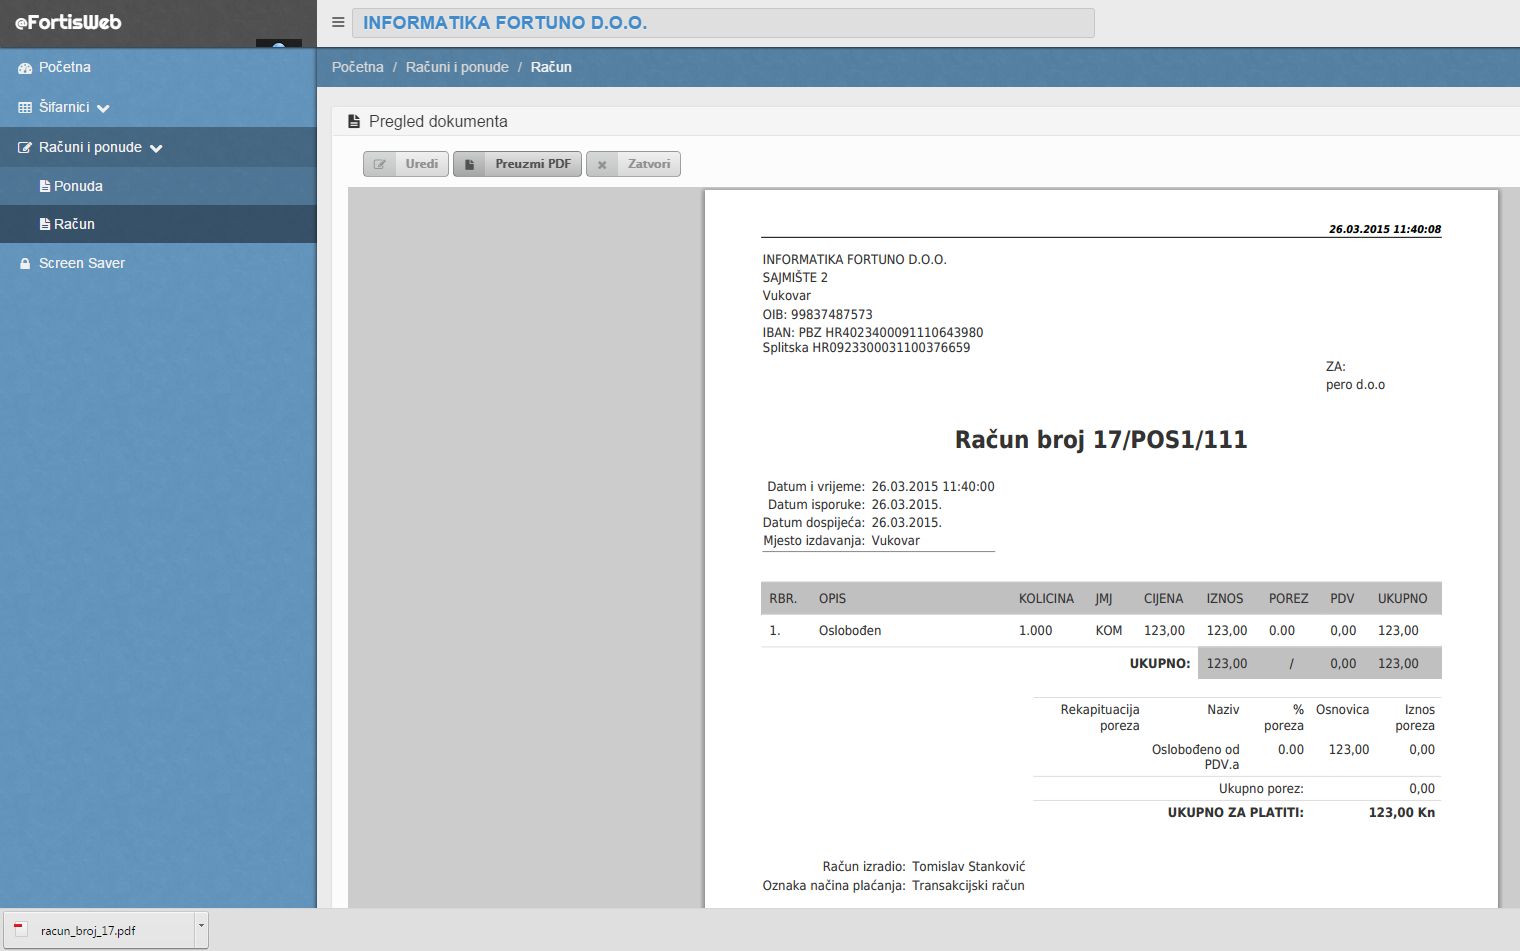 @FortisWeb
INFORMATIKA FORTUNO D.O.O.
Početna
Šifarnici
Računi i ponude
Ponuda
Račun
Screen Saver
Početna / Računi i ponude / Račun
Pregled dokumenta
Uredi Preuzmi PDF Zatvori
26.03.2015 11:40:08
INFORMATIKA FORTUNO D.O.O.
SAJMIŠTE 2
Vukovar
OIB: 99837487573
IBAN: PBZ HR4023400091110643980
Splitska HR0923300031100376659
ZA:
pero d.o.o
Račun broj 17/POS1/111
Datum i vrijeme: 26.03.2015 11:40:00
Datum isporuke: 26.03.2015.
Datum dospijeća: 26.03.2015.
Mjesto izdavanja: Vukovar
RBR. OPIS KOLICINA JMJ CIJENA IZNOS POREZ PDV UKUPNO
1. Oslobođen 1.000 KOM 123,00 123,00 0.00 0,00 123,00
UKUPNO: 123,00 / 0,00 123,00
Rekapituacija Naziv % Osnovica Iznos
poreza poreza poreza
Oslobođeno od 0.00 123,00 0,00
PDV.a
Ukupno porez: 0,00
UKUPNO ZA PLATITI: 123,00 Kn
Račun izradio: Tomislav Stanković
Oznaka načina plaćanja: Transakcijski račun
racun_broj_17.pdf